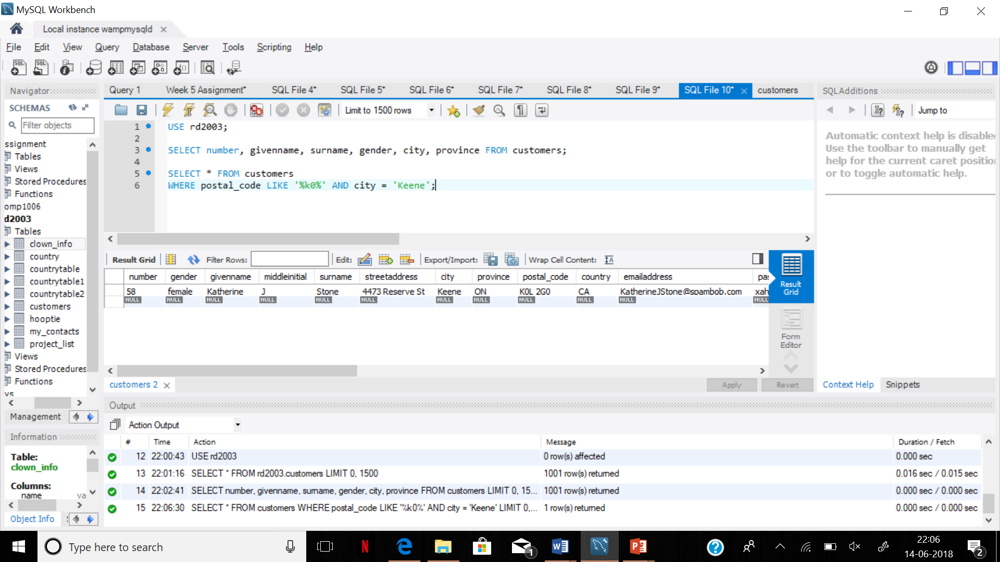 MySQL Workbench
Local instance wampmysqld
File Edit View Query Database Server Tools Scripting Help
Navigator
SCHEMAS
Filter objects
ssignment
Tables
Views
Stored Procedures
Functions
omp1006
d2003
Tables
clown_info
country
countrytable
countrytable1
countrytable2
customers
hooptie
my_contacts
project_list
Views
Stored Procedures
Functions
ys
Management
Information
Table:
clown_info
Columns:
name va
Object Info
Query 1 Week 5 Assignment* SQL File 4* SQL File 5* SQL File 6* SQL File 7* SQL File 8* SQL File 9* SQL File 10* customers
Limit to 1500 rows
1 USE rd2003;
2
3 SELECT number, givenname, surname, gender, city, province FROM customers;
4
5 SELECT * FROM customers
6 WHERE postal_code LIKE '%k0%' AND city = 'Keene';
Result Grid Filter Rows: Edit: Export/Import: Wrap Cell Content:
number gender givenname middleinitial surname streetaddress city province postal_code country emailaddress pas
58 female Katherine J Stone 4473 Reserve St Keene ON K0L 2G0 CA KatherineJStone@spambob.com xah
NULL NULL NULL NULL NULL NULL NULL NULL NULL NULL NULL NULL
Result
Grid
Form
Editor
customers 2
Apply Revert
SQLAdditions
Jump to
Automatic context help is disable
Use the toolbar to manually get
help for the current caret position
or to toggle automatic help.
Context Help Snippets
Output
Action Output
# Time Action Message Duration / Fetch
12 22:00:43 USE rd2003 0 row(s) affected 0.000 sec
13 22:01:16 SELECT * FROM rd2003.customers LIMIT 0, 1500 1001 row(s) returned 0.016 sec / 0.015 sec
14 22:02:41 SELECT number, givenname, surname, gender, city, province FROM customers LIMIT 0, 15... 1001 row(s) returned 0.000 sec / 0.000 sec
15 22:06:30 SELECT * FROM customers WHERE postal_code LIKE '%k0%' AND city = 'Keene' LIMIT 0,... 1 row(s) returned 0.000 sec / 0.000 sec
Type here to search
1
22:06
14-06-2018
2